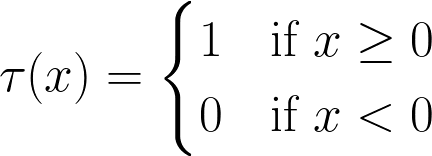 τ(x) = { 1 if x ≥ 0
0 if x < 0